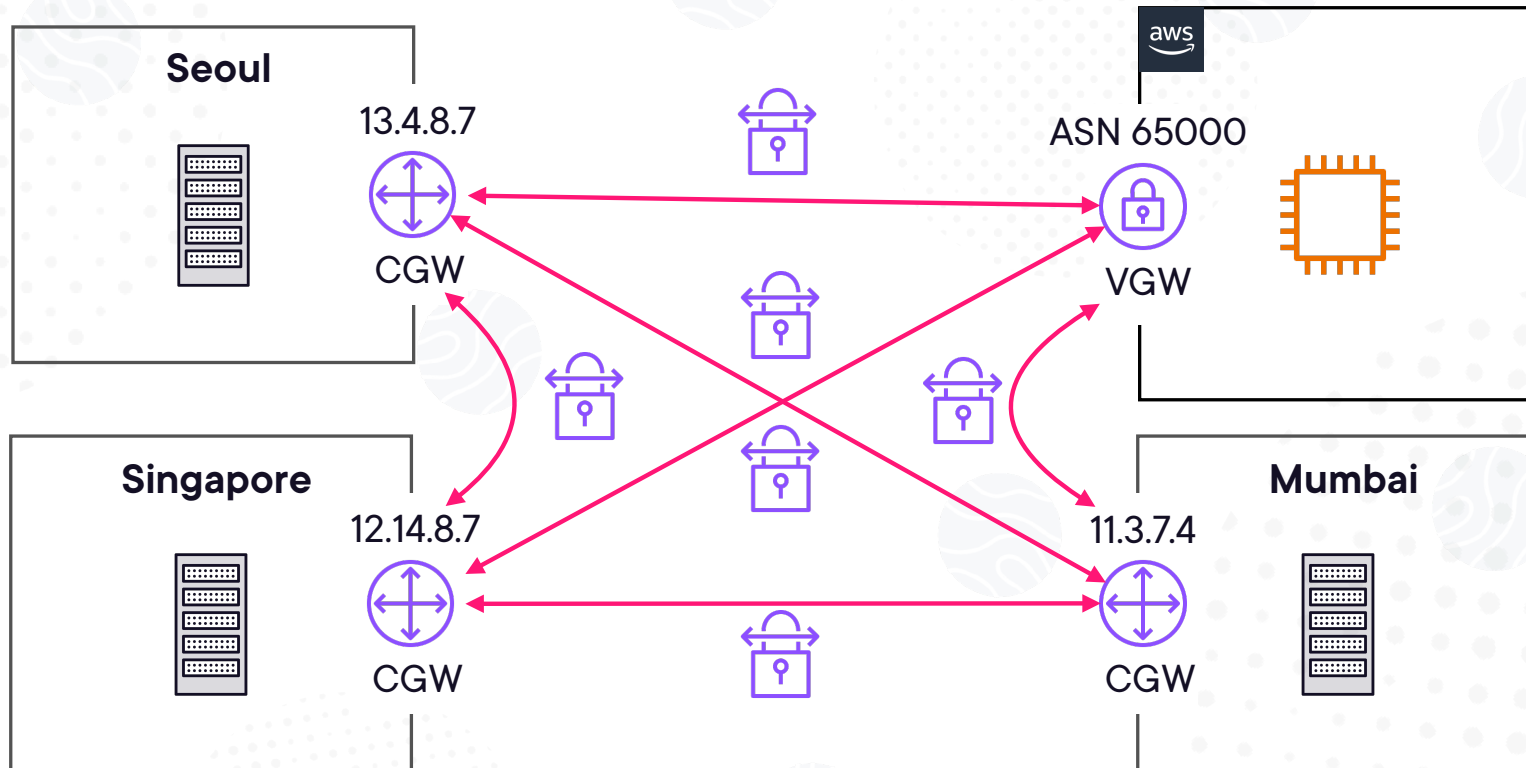 aws
Seoul
13.4.8.7
ASN 65000
CGW
VGW
Singapore
Mumbai
12.14.8.7
11.3.7.4
CGW
CGW